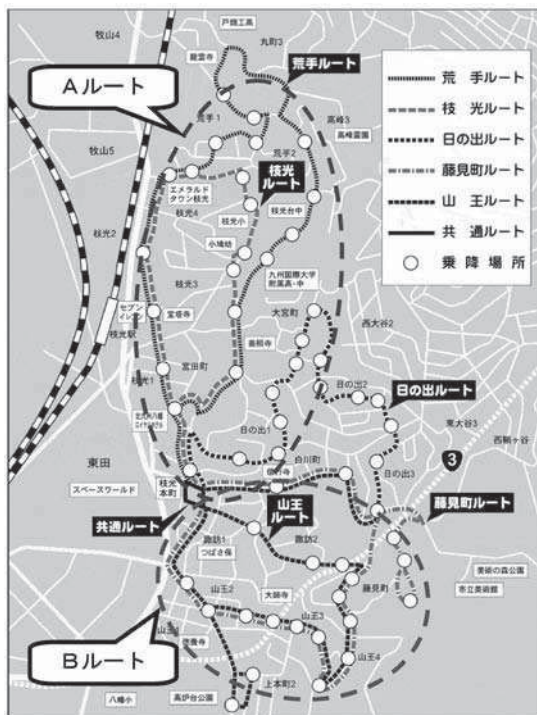 牧山4
戸畑工高
丸町3
龍雲寺
荒手ルート
Aルート
荒手1
高峰3
高峰霊園
荒手2
牧山5
枝光ルート
エメラルドタウン枝光
枝光4
枝光台中
枝光小
枝光2
小鳩幼
九州国際大学附属高・中
枝光3
セブンイレブン
宝塔寺
大宮町
西大谷2
枝光駅
善照寺
宮田町
枝光1
日の出2
日の出ルート
東大谷3
西鞘ヶ谷
日の出1
東田
白川町
日の出3
3
スペースワールド
枝光本町
藤見町ルート
山王ルート
共通ルート
諏訪1
つばさ保
諏訪2
美術の森公園
大師寺
藤見町
市立美術館
山王2
山王3
山王1
Bルート
山王4
上本町2
八幡小
高炉台公園
荒手ルート
枝光ルート
日の出ルート
藤見町ルート
山王ルート
共通ルート
乗降場所